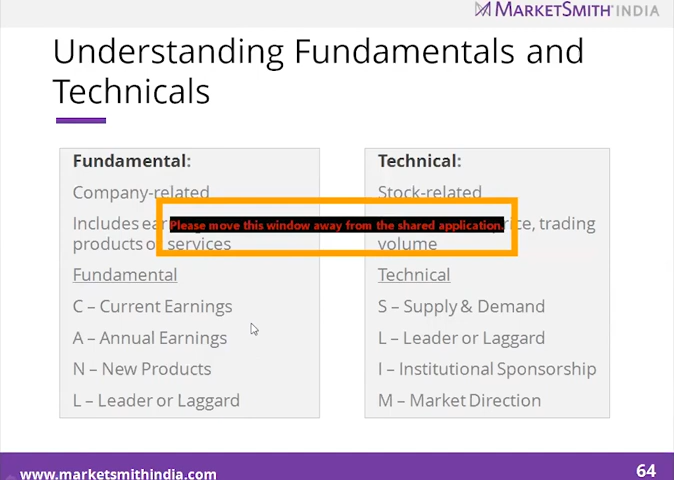 MARKETSMITH INDIA
Understanding Fundamentals and
Technicals
Fundamental:
Company-related
Includes
products or services
Fundamental
C – Current Earnings
A – Annual Earnings
N – New Products
L – Leader or Laggard
Technical:
Stock-related
trading
volume
Technical
S – Supply & Demand
L – Leader or Laggard
I – Institutional Sponsorship
M – Market Direction
Please move this window away from the shared application.
www.marketsmithindia.com
64